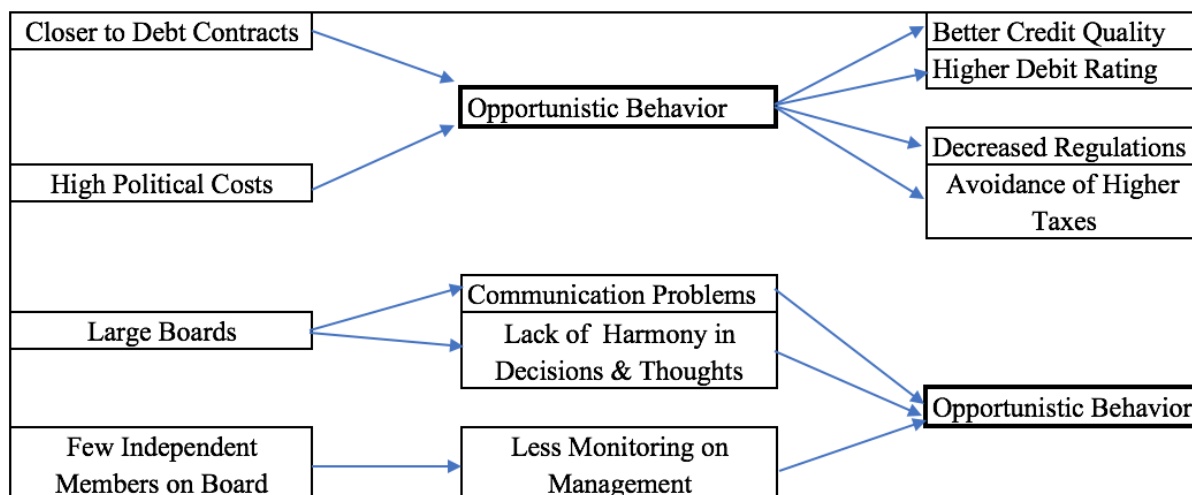 Closer to Debt Contracts
Better Credit Quality
Higher Debit Rating
Opportunistic Behavior
Decreased Regulations
High Political Costs
Avoidance of Higher
Taxes
Communication Problems
Large Boards
Lack of Harmony in
Decisions & Thoughts
Opportunistic Behavior
Few Independent
Members on Board
Less Monitoring on
Management